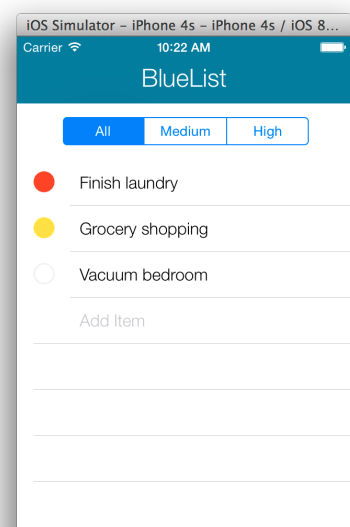 iOS Simulator – iPhone 4s – iPhone 4s / iOS 8...
Carrier 10:22 AM
BlueList
All Medium High
Finish laundry
Grocery shopping
Vacuum bedroom
Add Item